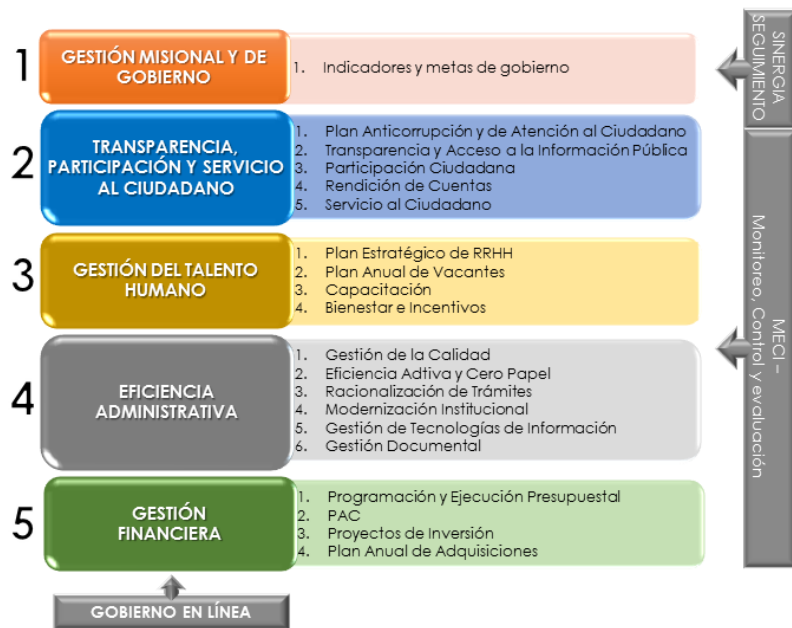 1
GESTIÓN MISIONAL Y DE
GOBIERNO
1. Indicadores y metas de gobierno
2
TRANSPARENCIA,
PARTICIPACIÓN Y SERVICIO
AL CIUDADANO
1. Plan Anticorrupción y de Atención al Ciudadano
2. Transparencia y Acceso a la Información Pública
3. Participación Ciudadana
4. Rendición de Cuentas
5. Servicio al Ciudadano
3
GESTIÓN DEL TALENTO
HUMANO
1. Plan Estratégico de RRHH
2. Plan Anual de Vacantes
3. Capacitación
4. Bienestar e Incentivos
4
EFICIENCIA
ADMINISTRATIVA
1. Gestión de la Calidad
2. Eficiencia Adtiva y Cero Papel
3. Racionalización de Trámites
4. Modernización Institucional
5. Gestión de Tecnologías de Información
6. Gestión Documental
5
GESTIÓN
FINANCIERA
1. Programación y Ejecución Presupuestal
2. PAC
3. Proyectos de Inversión
4. Plan Anual de Adquisiciones
GOBIERNO EN LÍNEA
SINERGIA
SEGUIMIENTO
MECI –
Monitoreo, Control y evaluación